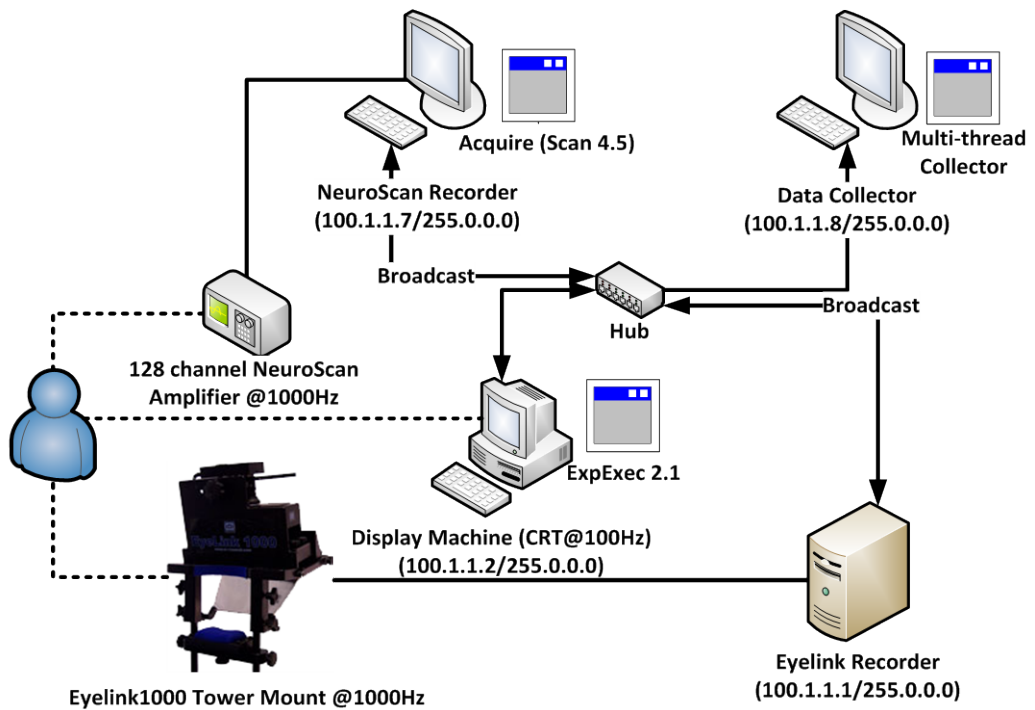 Acquire (Scan 4.5)
Multi-thread
Collector
NeuroScan Recorder
(100.1.1.7/255.0.0.0)
Data Collector
(100.1.1.8/255.0.0.0)
Broadcast
Broadcast
Hub
128 channel NeuroScan
Amplifier @1000Hz
ExpExec 2.1
EyeLink 1000
Display Machine (CRT@100Hz)
(100.1.1.2/255.0.0.0)
Eyelink Recorder
(100.1.1.1/255.0.0.0)
Eyelink1000 Tower Mount @1000Hz